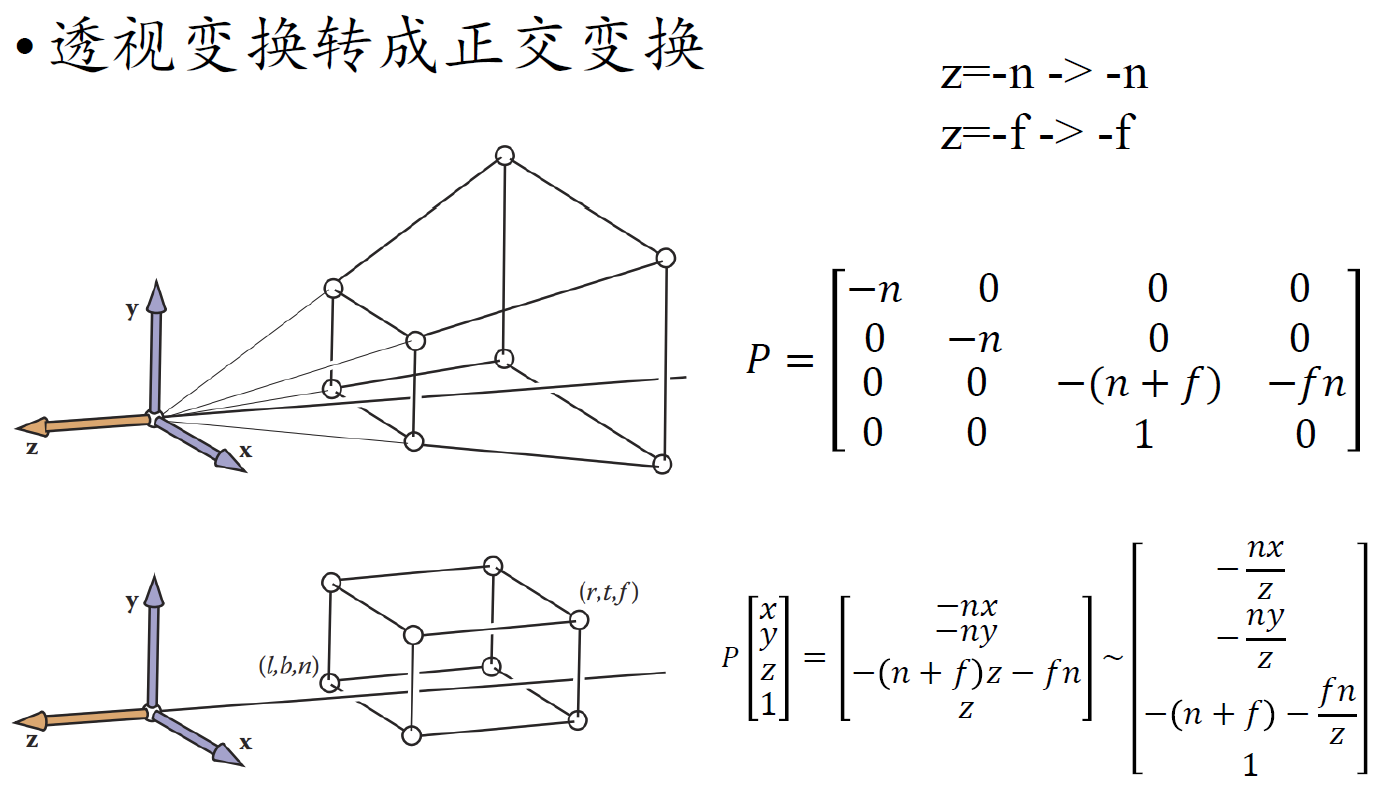 • 透视变换转成正交变换
z=-n -> -n
z=-f -> -f
y
z
x
P = [ −n 0 0 0
0 −n 0 0
0 0 −(n + f) −fn
0 0 1 0 ]
y
z
x
(l,b,n)
(r,t,f)
P [ x y z 1 ] = [ −nx −ny −(n + f)z − fn z ] ~ [ −nx/z −ny/z −(n + f) − fn/z 1 ]